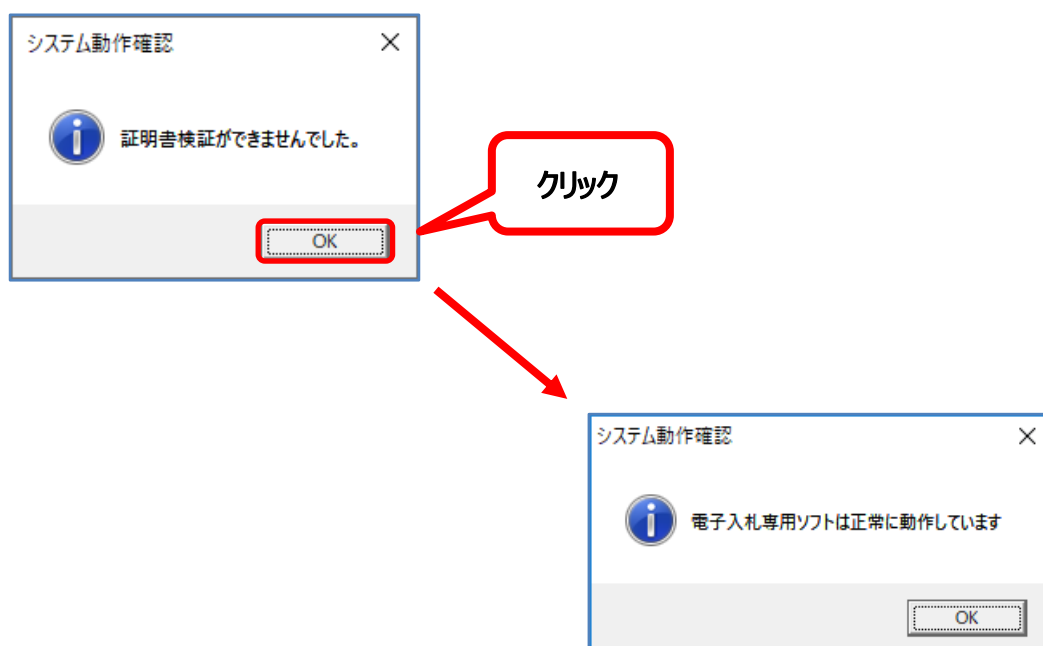 システム動作確認
証明書検証ができませんでした。
クリック
OK
システム動作確認
電子入札専用ソフトは正常に動作しています
OK